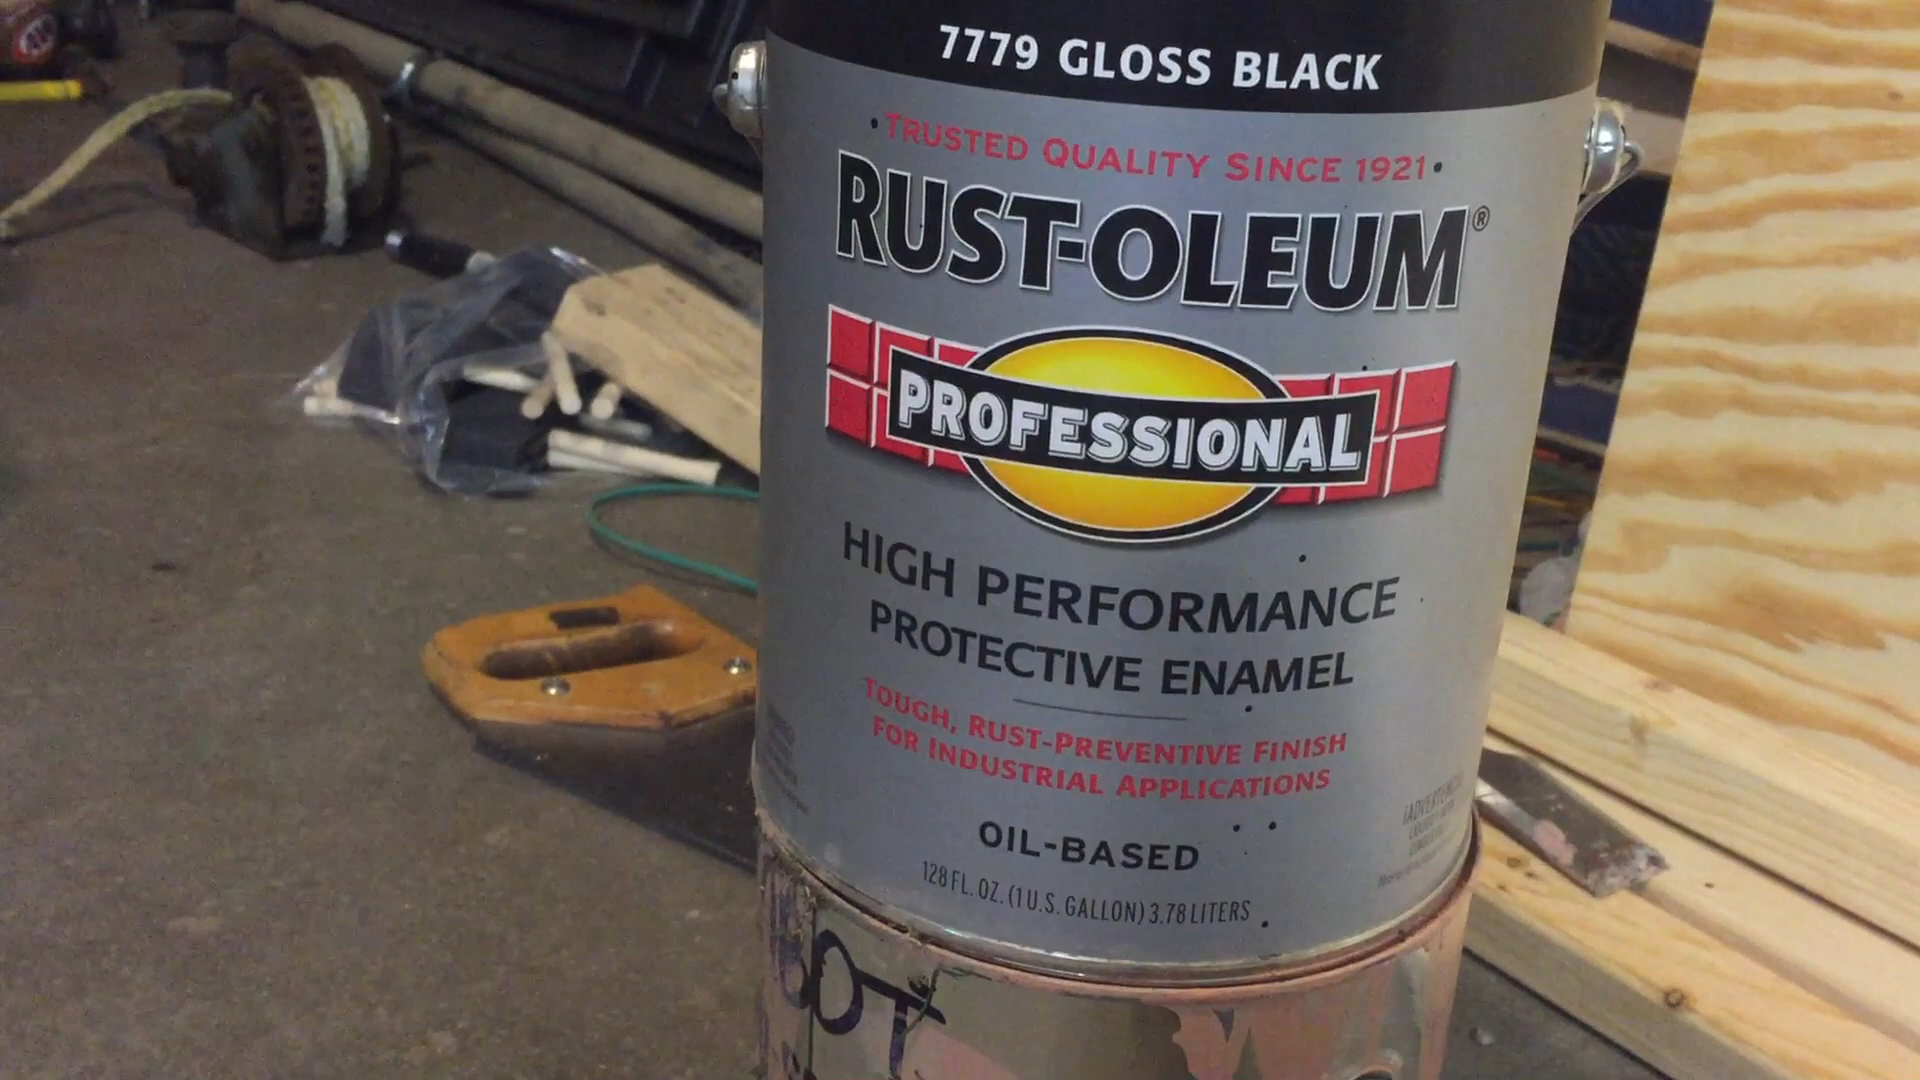 7779 GLOSS BLACK
•TRUSTED QUALITY SINCE 1921•
RUST-OLEUM®
PROFESSIONAL
HIGH PERFORMANCE
PROTECTIVE ENAMEL
TOUGH, RUST-PREVENTIVE FINISH
FOR INDUSTRIAL APPLICATIONS
OIL-BASED
128 FL. OZ. (1 U.S. GALLON) 3.78 LITERS